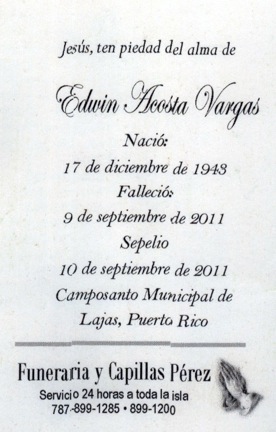 Jesús, ten piedad del alma de
Edwin Acosta Vargas
Nació:
17 de diciembre de 1943
Falleció:
9 de septiembre de 2011
Sepelio
10 de septiembre de 2011
Camposanto Municipal de
Lajas, Puerto Rico
Funeraria y Capillas Pérez
Servicio 24 horas a toda la isla
787-899-1285 • 899-1200